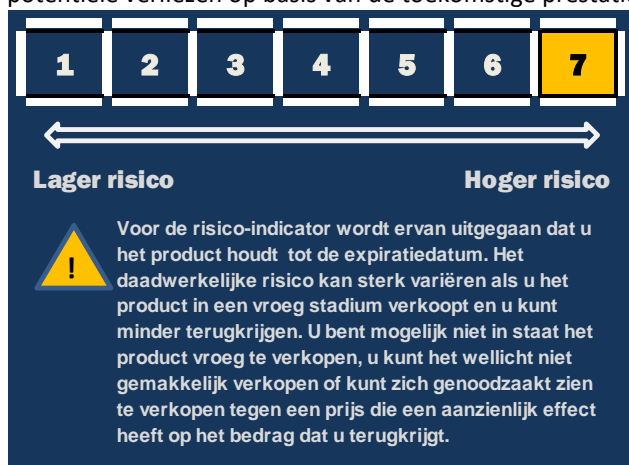 potentiële verliezen op basis van de toekomstige prestatie
1 2 3 4 5 6 7
Lager risico Hoger risico
Voor de risico-indicator wordt ervan uitgegaan dat u
het product houdt tot de expiratiedatum. Het
! daadwerkelijke risico kan sterk variëren als u het
product in een vroeg stadium verkoopt en u kunt
minder terugkrijgen. U bent mogelijk niet in staat het
product vroeg te verkopen, u kunt het wellicht niet
gemakkelijk verkopen of kunt zich genoodzaakt zien
te verkopen tegen een prijs die een aanzienlijk effect
heeft op het bedrag dat u terugkrijgt.